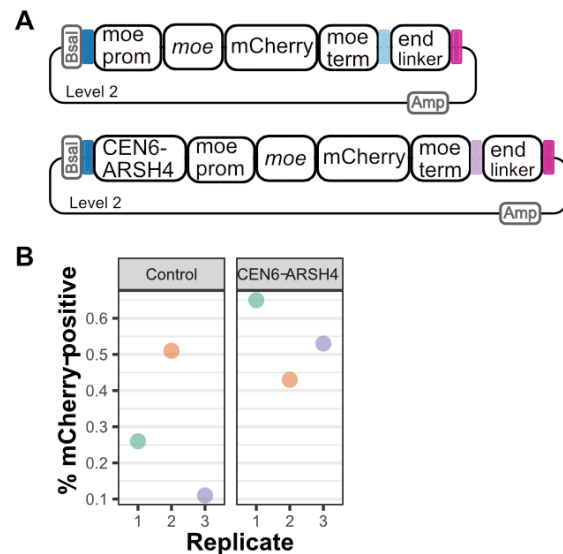 A
BsaI
moe
prom
moe
mCherry
moe
term
end
linker
Level 2
Amp
BsaI
CEN6-
ARSH4
moe
prom
moe
mCherry
moe
term
end
linker
Level 2
Amp
B
Control
CEN6-ARSH4
% mCherry-positive
0.6
0.5
0.4
0.3
0.2
0.1
1 2 3
1 2 3
Replicate